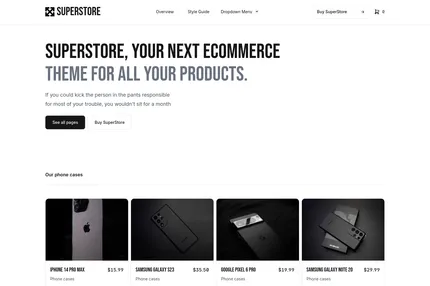 SUPERSTORE
Overview
Style Guide
Dropdown Menu
Buy SuperStore
0
SUPERSTORE, YOUR NEXT ECOMMERCE
THEME FOR ALL YOUR PRODUCTS.
If you could kick the person in the pants responsible
for most of your trouble, you wouldn't sit for a month
See all pages
Buy SuperStore
Our phone cases
IPHONE 14 PRO MAX
$15.99
Phone cases
SAMSUNG GALAXY S23
$35.50
Phone cases
GOOGLE PIXEL 6 PRO
$19.99
Phone cases
SAMSUNG GALAXY NOTE 20
$29.99
Phone cases